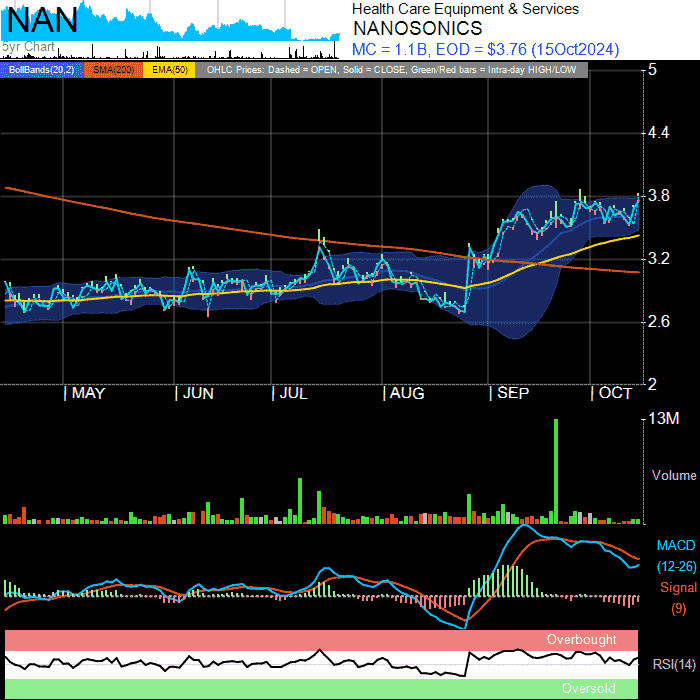 NAN
5yr Chart
Health Care Equipment & Services
NANOSONICS
MC = 1.1B, EOD = $3.76 (15Oct2024)
BollBands(20,2) SMA(200) EMA(50) OHLC Prices: Dashed = OPEN, Solid = CLOSE, Green/Red bars = Intra-day HIGH/LOW
5
4.4
3.8
3.2
2.6
2
| MAY | JUN | JUL | AUG | SEP | OCT
13M
Volume
MACD
(12-26)
Signal
(9)
Overbought
RSI(14)
Oversold